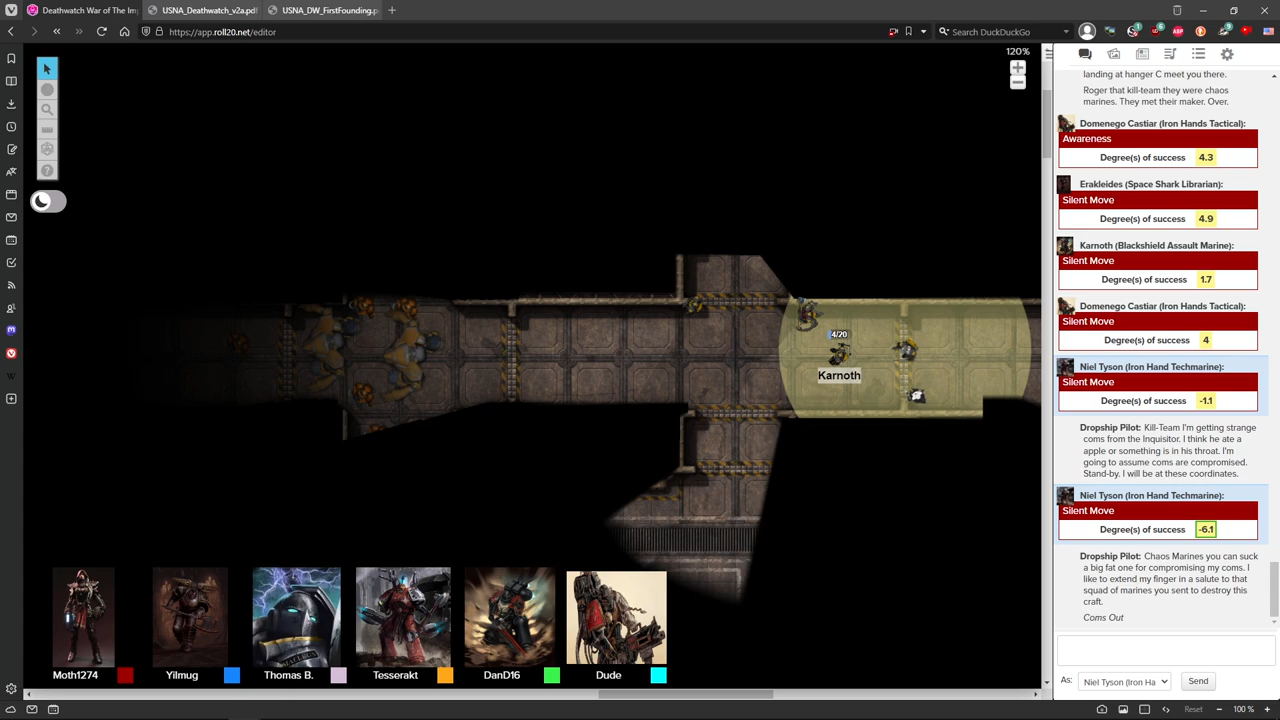 Deathwatch War of The Imp
USNA_Deathwatch_v2a.pdf
USNA_DW_FirstFounding.p
https://app.roll20.net/editor
Search DuckDuckGo
120%
landing at hanger C meet you there.
Roger that kill-team they were chaos
marines. They met their maker. Over.
Domenego Castiar (Iron Hands Tactical):
Awareness
Degree(s) of success 4.3
Erakleides (Space Shark Librarian):
Silent Move
Degree(s) of success 4.9
Karnoth (Blackshield Assault Marine):
Silent Move
Degree(s) of success 1.7
Domenego Castiar (Iron Hands Tactical):
Silent Move
Degree(s) of success 4
Niel Tyson (Iron Hand Techmarine):
Silent Move
Degree(s) of success -1.1
Dropship Pilot: Kill-Team I'm getting strange
coms from the Inquisitor. I think he ate a
apple or something is in his throat. I'm
going to assume coms are compromised.
Stand-by. I will be at these coordinates.
Niel Tyson (Iron Hand Techmarine):
Silent Move
Degree(s) of success -6.1
Dropship Pilot: Chaos Marines you can suck
a big fat one for compromising my coms. I
like to extend my finger in a salute to that
squad of marines you sent to destroy this
craft.
Coms Out
As: Niel Tyson (Iron Ha
Send
4/20
Karnoth
Moth1274
Yilmug
Thomas B.
Tesserakt
DanD16
Dude
Reset
100 %